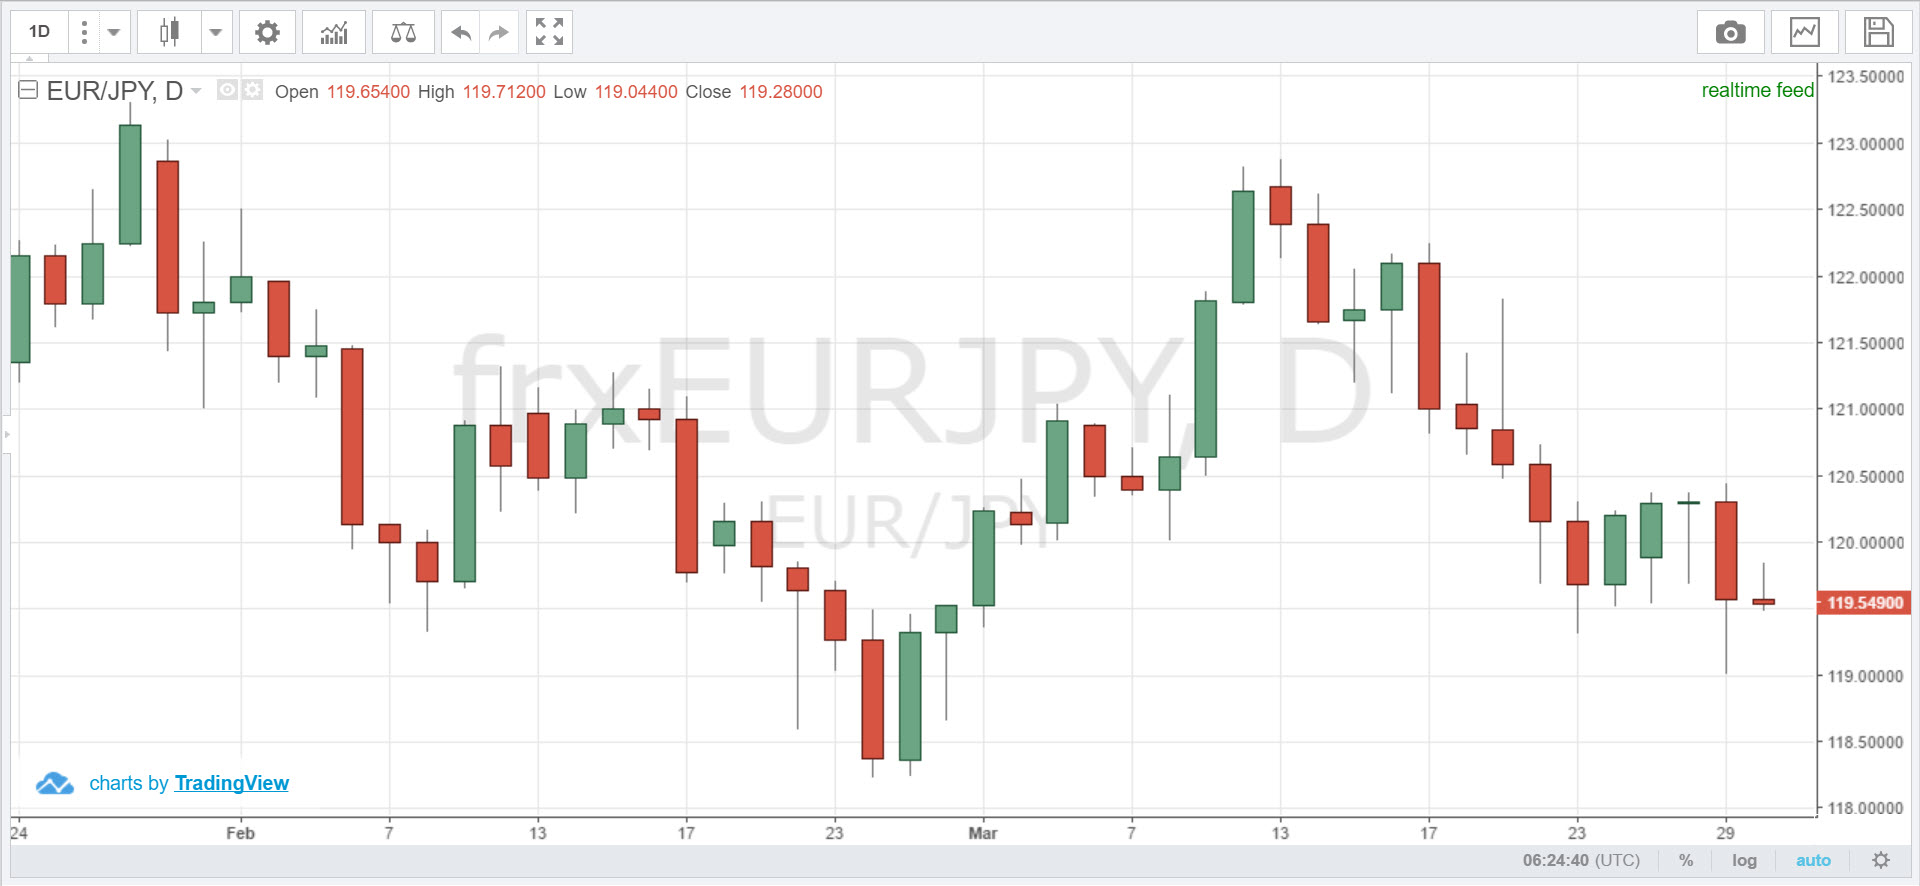 1D
EUR/JPY, D Open 119.65400 High 119.71200 Low 119.04400 Close 119.28000
realtime feed
123.50000
123.00000
122.50000
122.00000
121.50000
121.00000
120.50000
120.00000
119.54900
119.00000
118.50000
118.00000
frxEURJPY, D
EUR/JPY
charts by TradingView
24 Feb 7 13 17 23 Mar 7 13 17 23 29
06:24:40 (UTC) % log auto